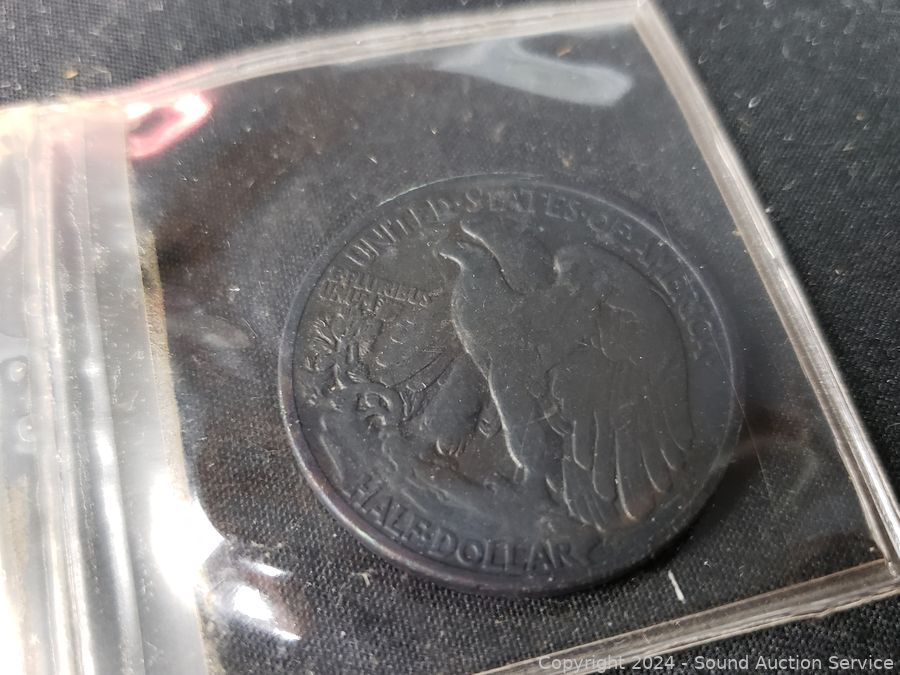 UNITED·STATES·OF·AMERICA
PLURIBUS
UNUM
HALF·DOLLAR
Copyright © 2024 - Sound Auction Service